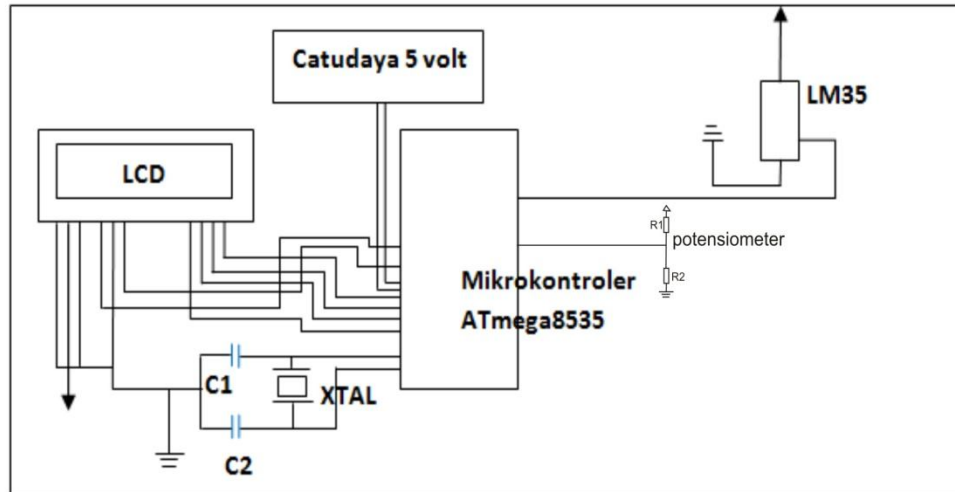 Catudaya 5 volt
LM35
LCD
R1
potensiometer
R2
Mikrokontroler
ATmega8535
C1
XTAL
C2